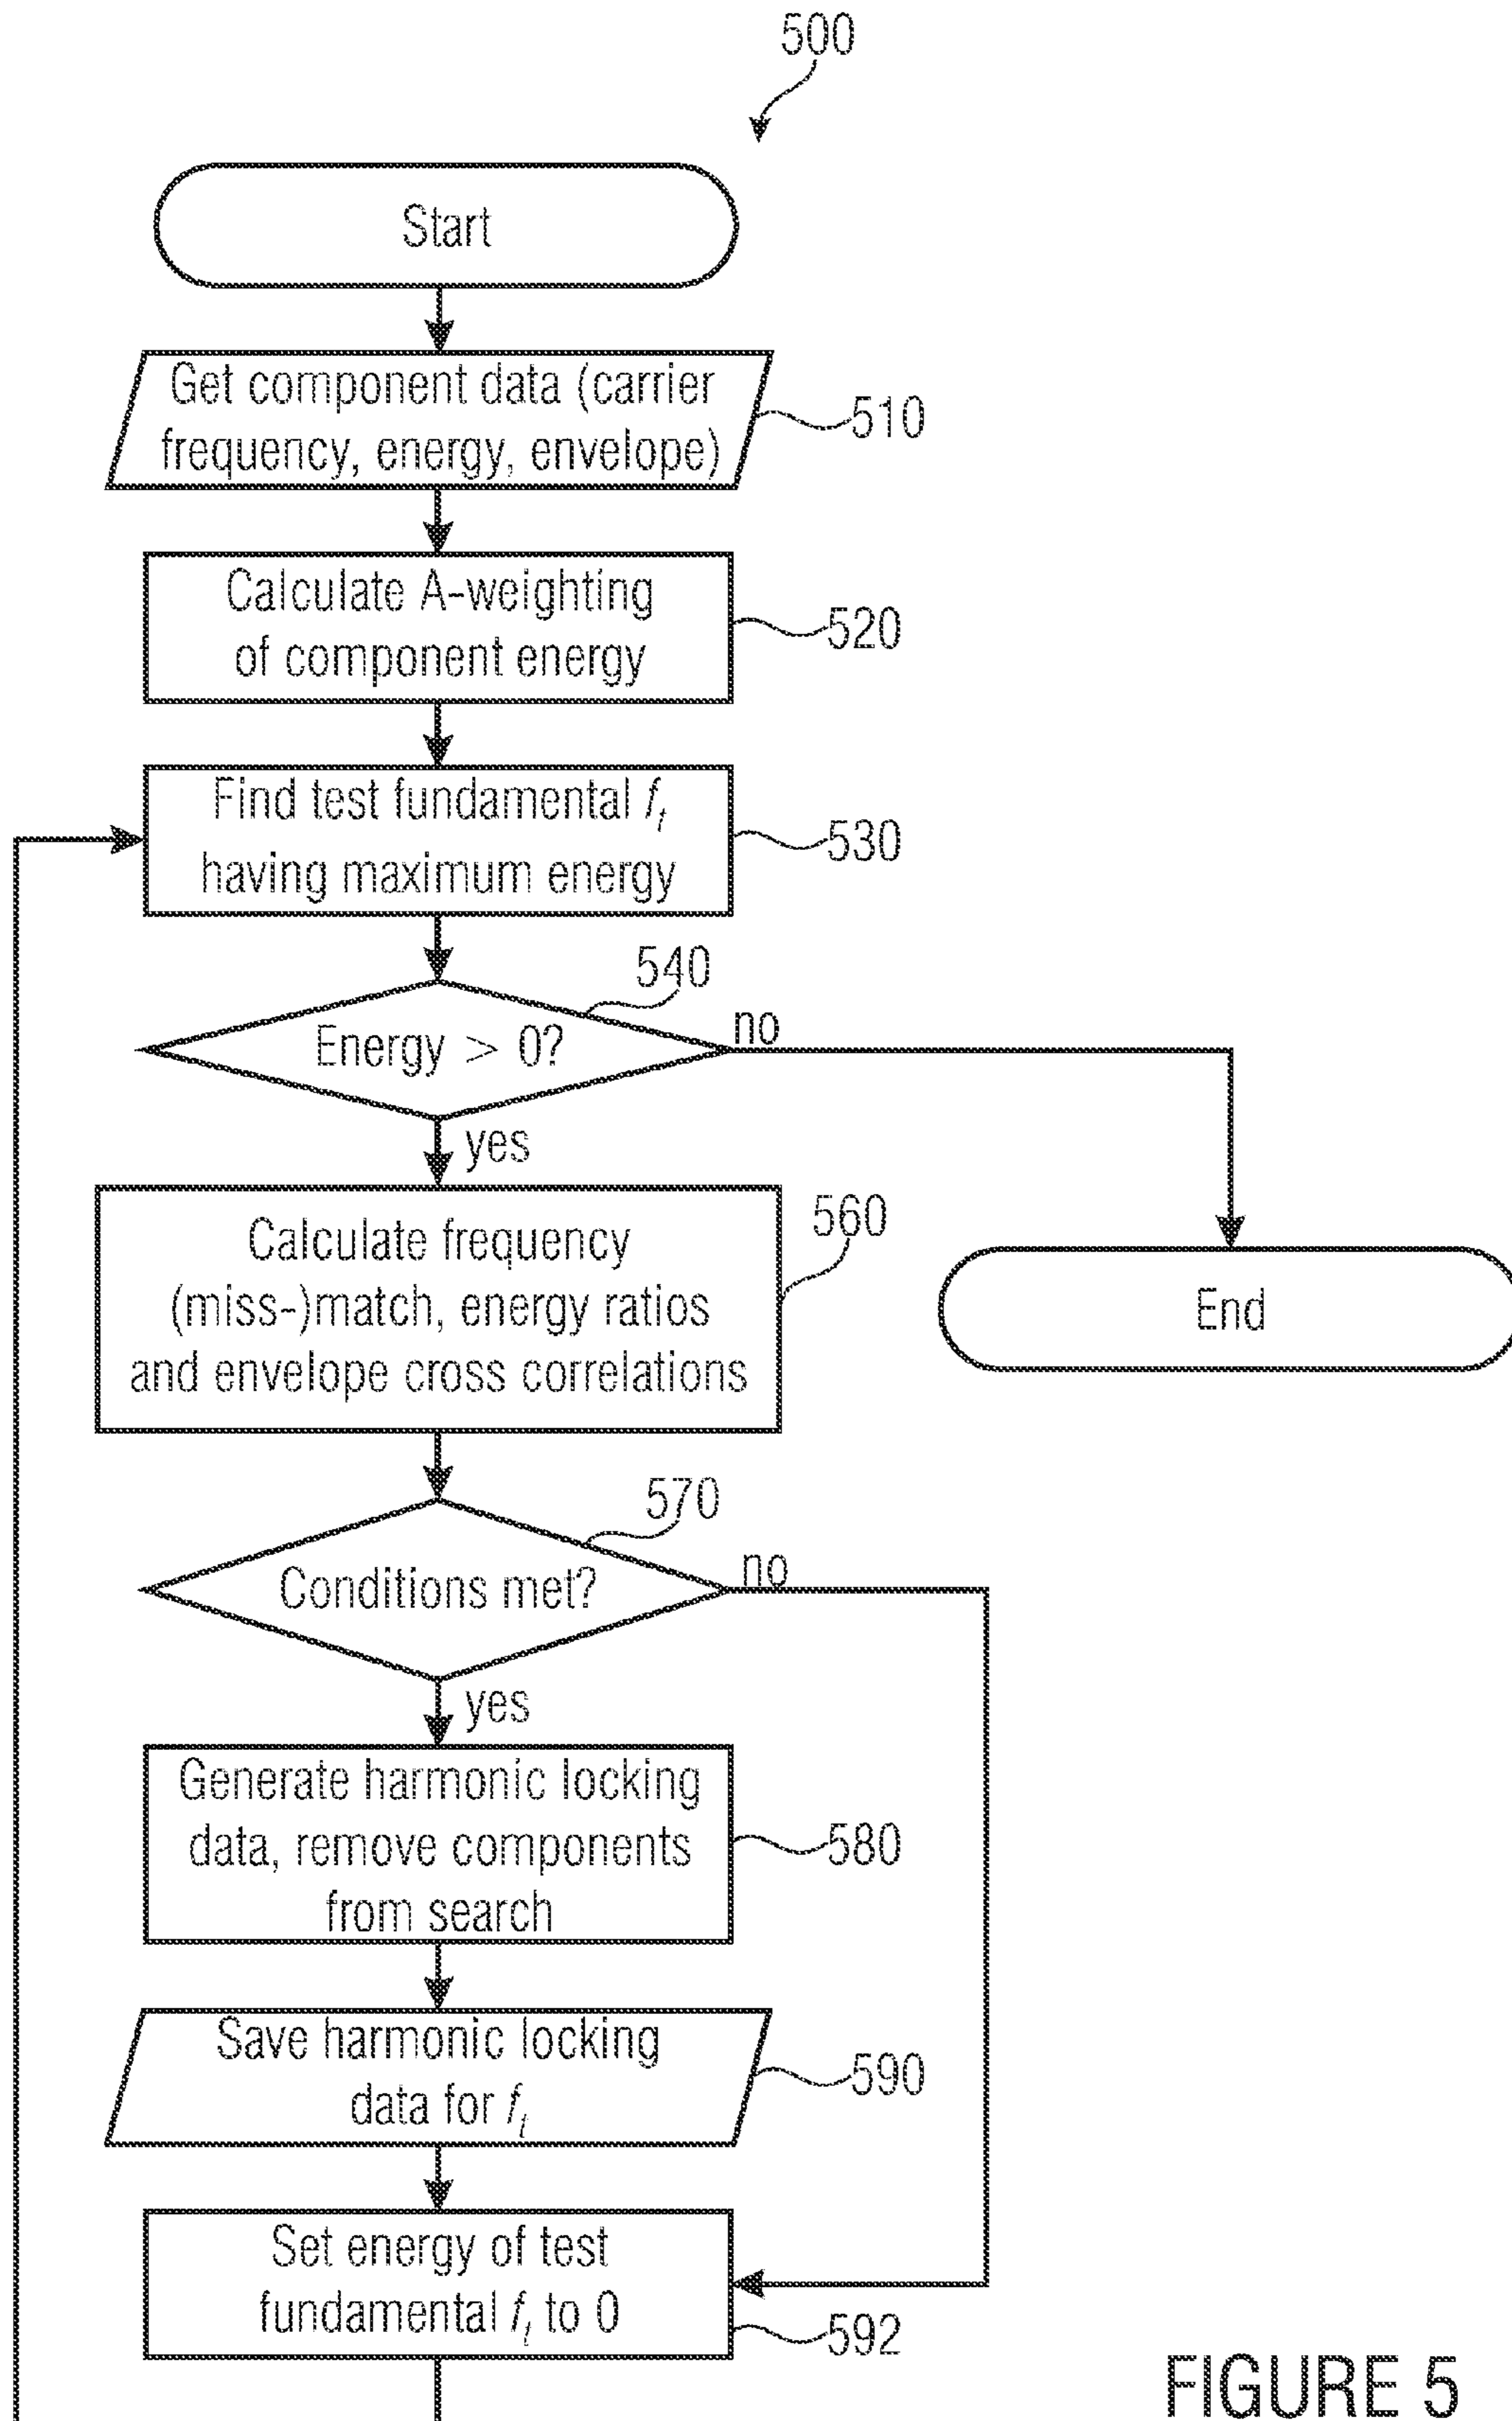 500
Start
Get component data (carrier
frequency, energy, envelope)
510
Calculate A-weighting
of component energy
520
Find test fundamental fₜ
having maximum energy
530
540
Energy > 0?
no
yes
Calculate frequency
(miss-)match, energy ratios
and envelope cross correlations
560
End
570
Conditions met?
no
yes
Generate harmonic locking
data, remove components
from search
580
Save harmonic locking
data for fₜ
590
Set energy of test
fundamental fₜ to 0
592
FIGURE 5